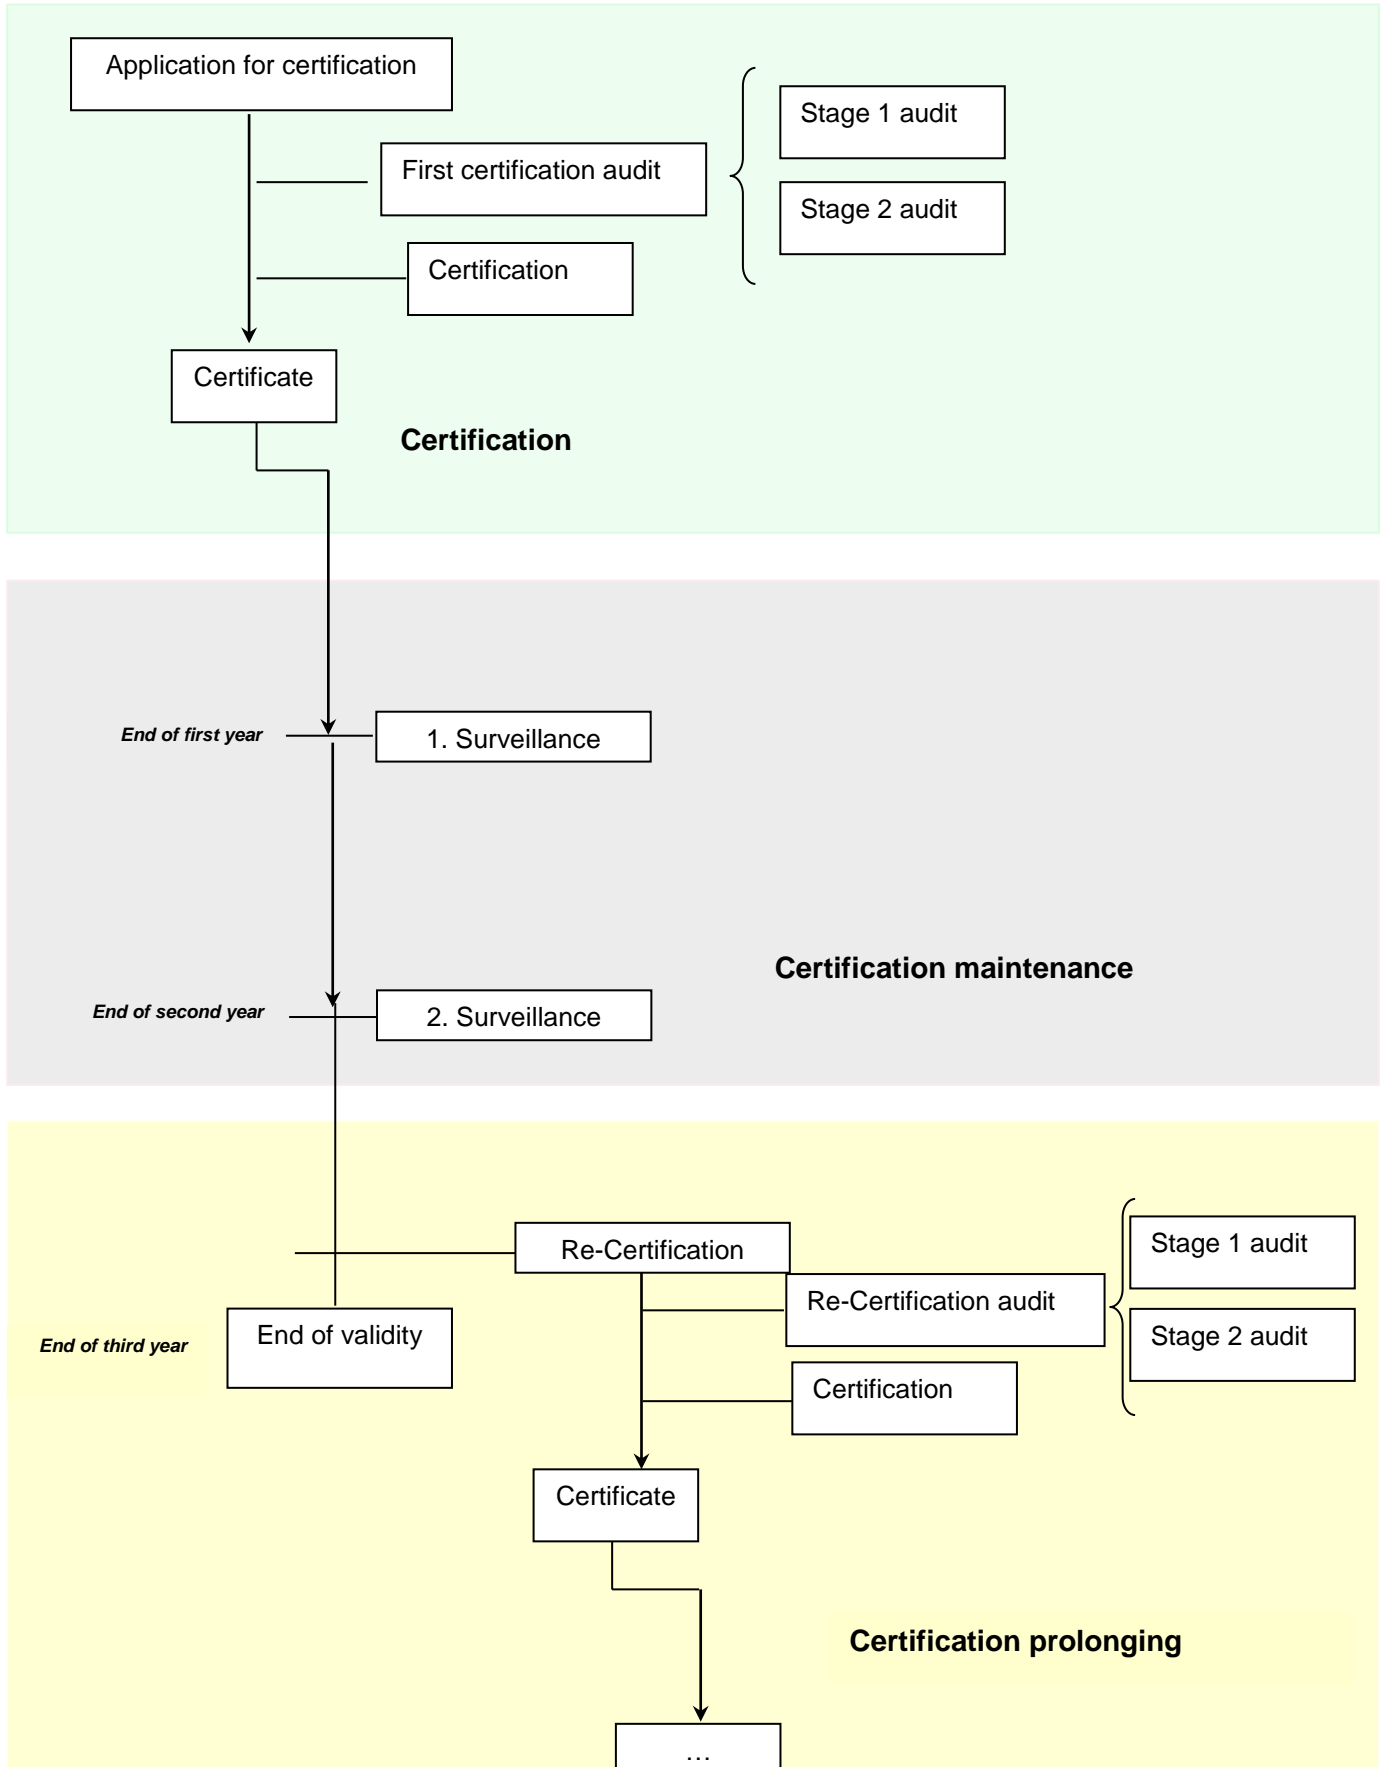 Application for certification
Stage 1 audit
First certification audit
Stage 2 audit
Certification
Certificate
Certification
End of first year
1. Surveillance
Certification maintenance
End of second year
2. Surveillance
Re-Certification
Stage 1 audit
Re-Certification audit
End of validity
Stage 2 audit
End of third year
Certification
Certificate
Certification prolonging
…